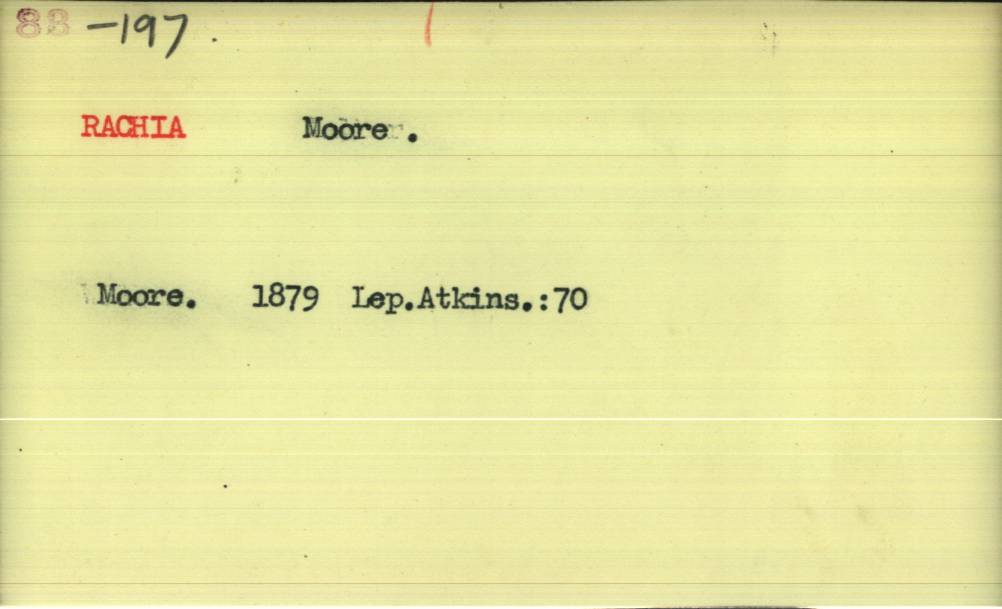 88 -197.
RACHIA Moore.
Moore. 1879 Lep.Atkins.:70